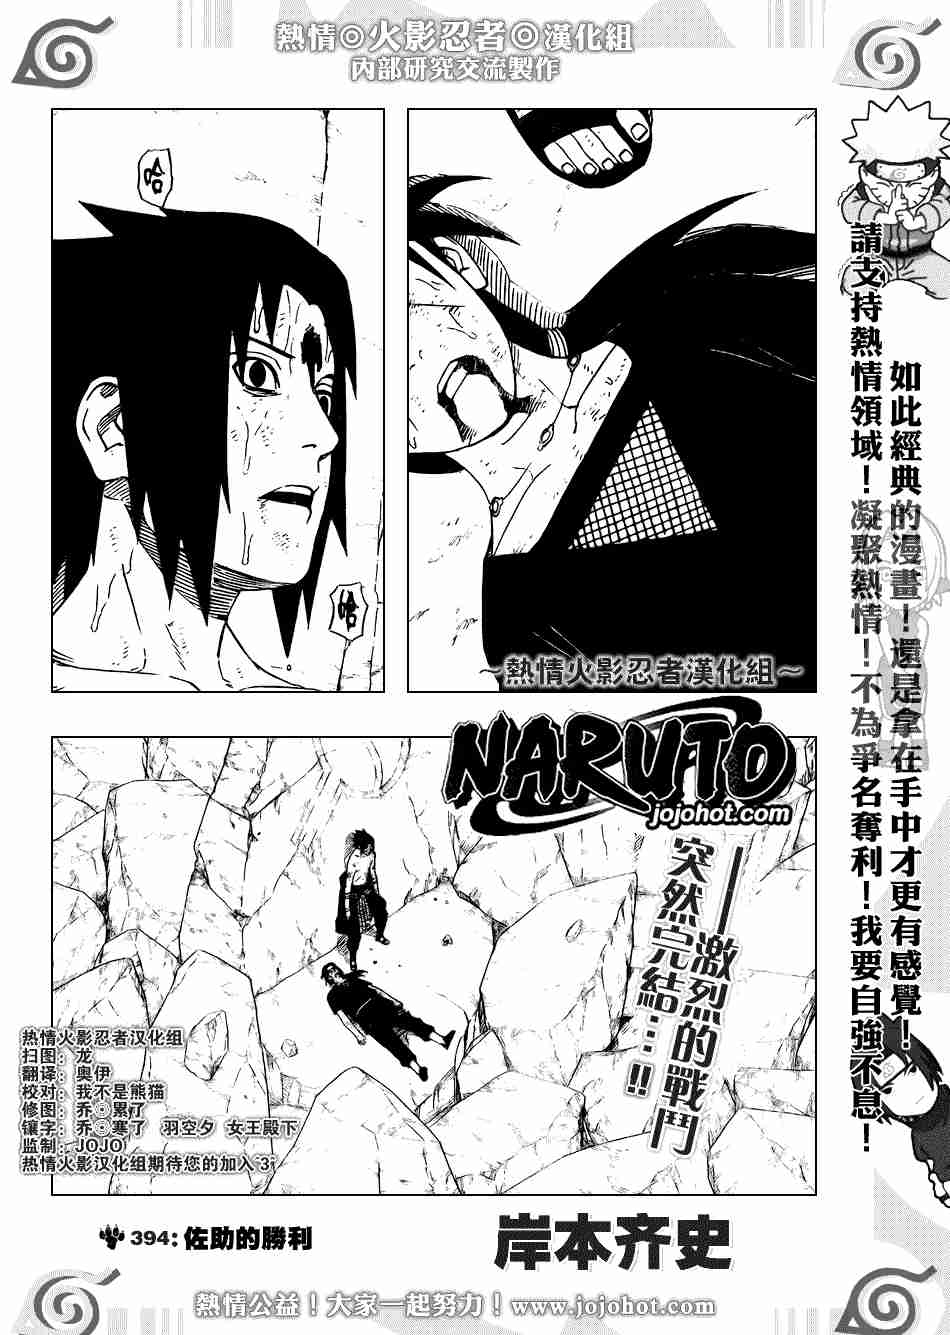 熱情◎火影忍者◎漢化組
內部研究交流製作
哈
哈
~熱情火影忍者漢化組~
NARUTO
jojohot.com
——激烈的戰鬥
突然完結…!!
热情火影忍者汉化组
扫图：龙
翻译：奥伊
校对：我不是熊猫
修图：乔◎累了
镶字：乔◎寒了 羽空夕 女王殿下
监制：JOJO
热情火影汉化组期待您的加入^3^
394：佐助的勝利
岸本齐史
如此經典的漫畫！還是拿在手中才更有感覺！
請支持熱情領域！凝聚熱情！不為爭名奪利！我要自強不息！
熱情公益！大家一起努力！www.jojohot.com